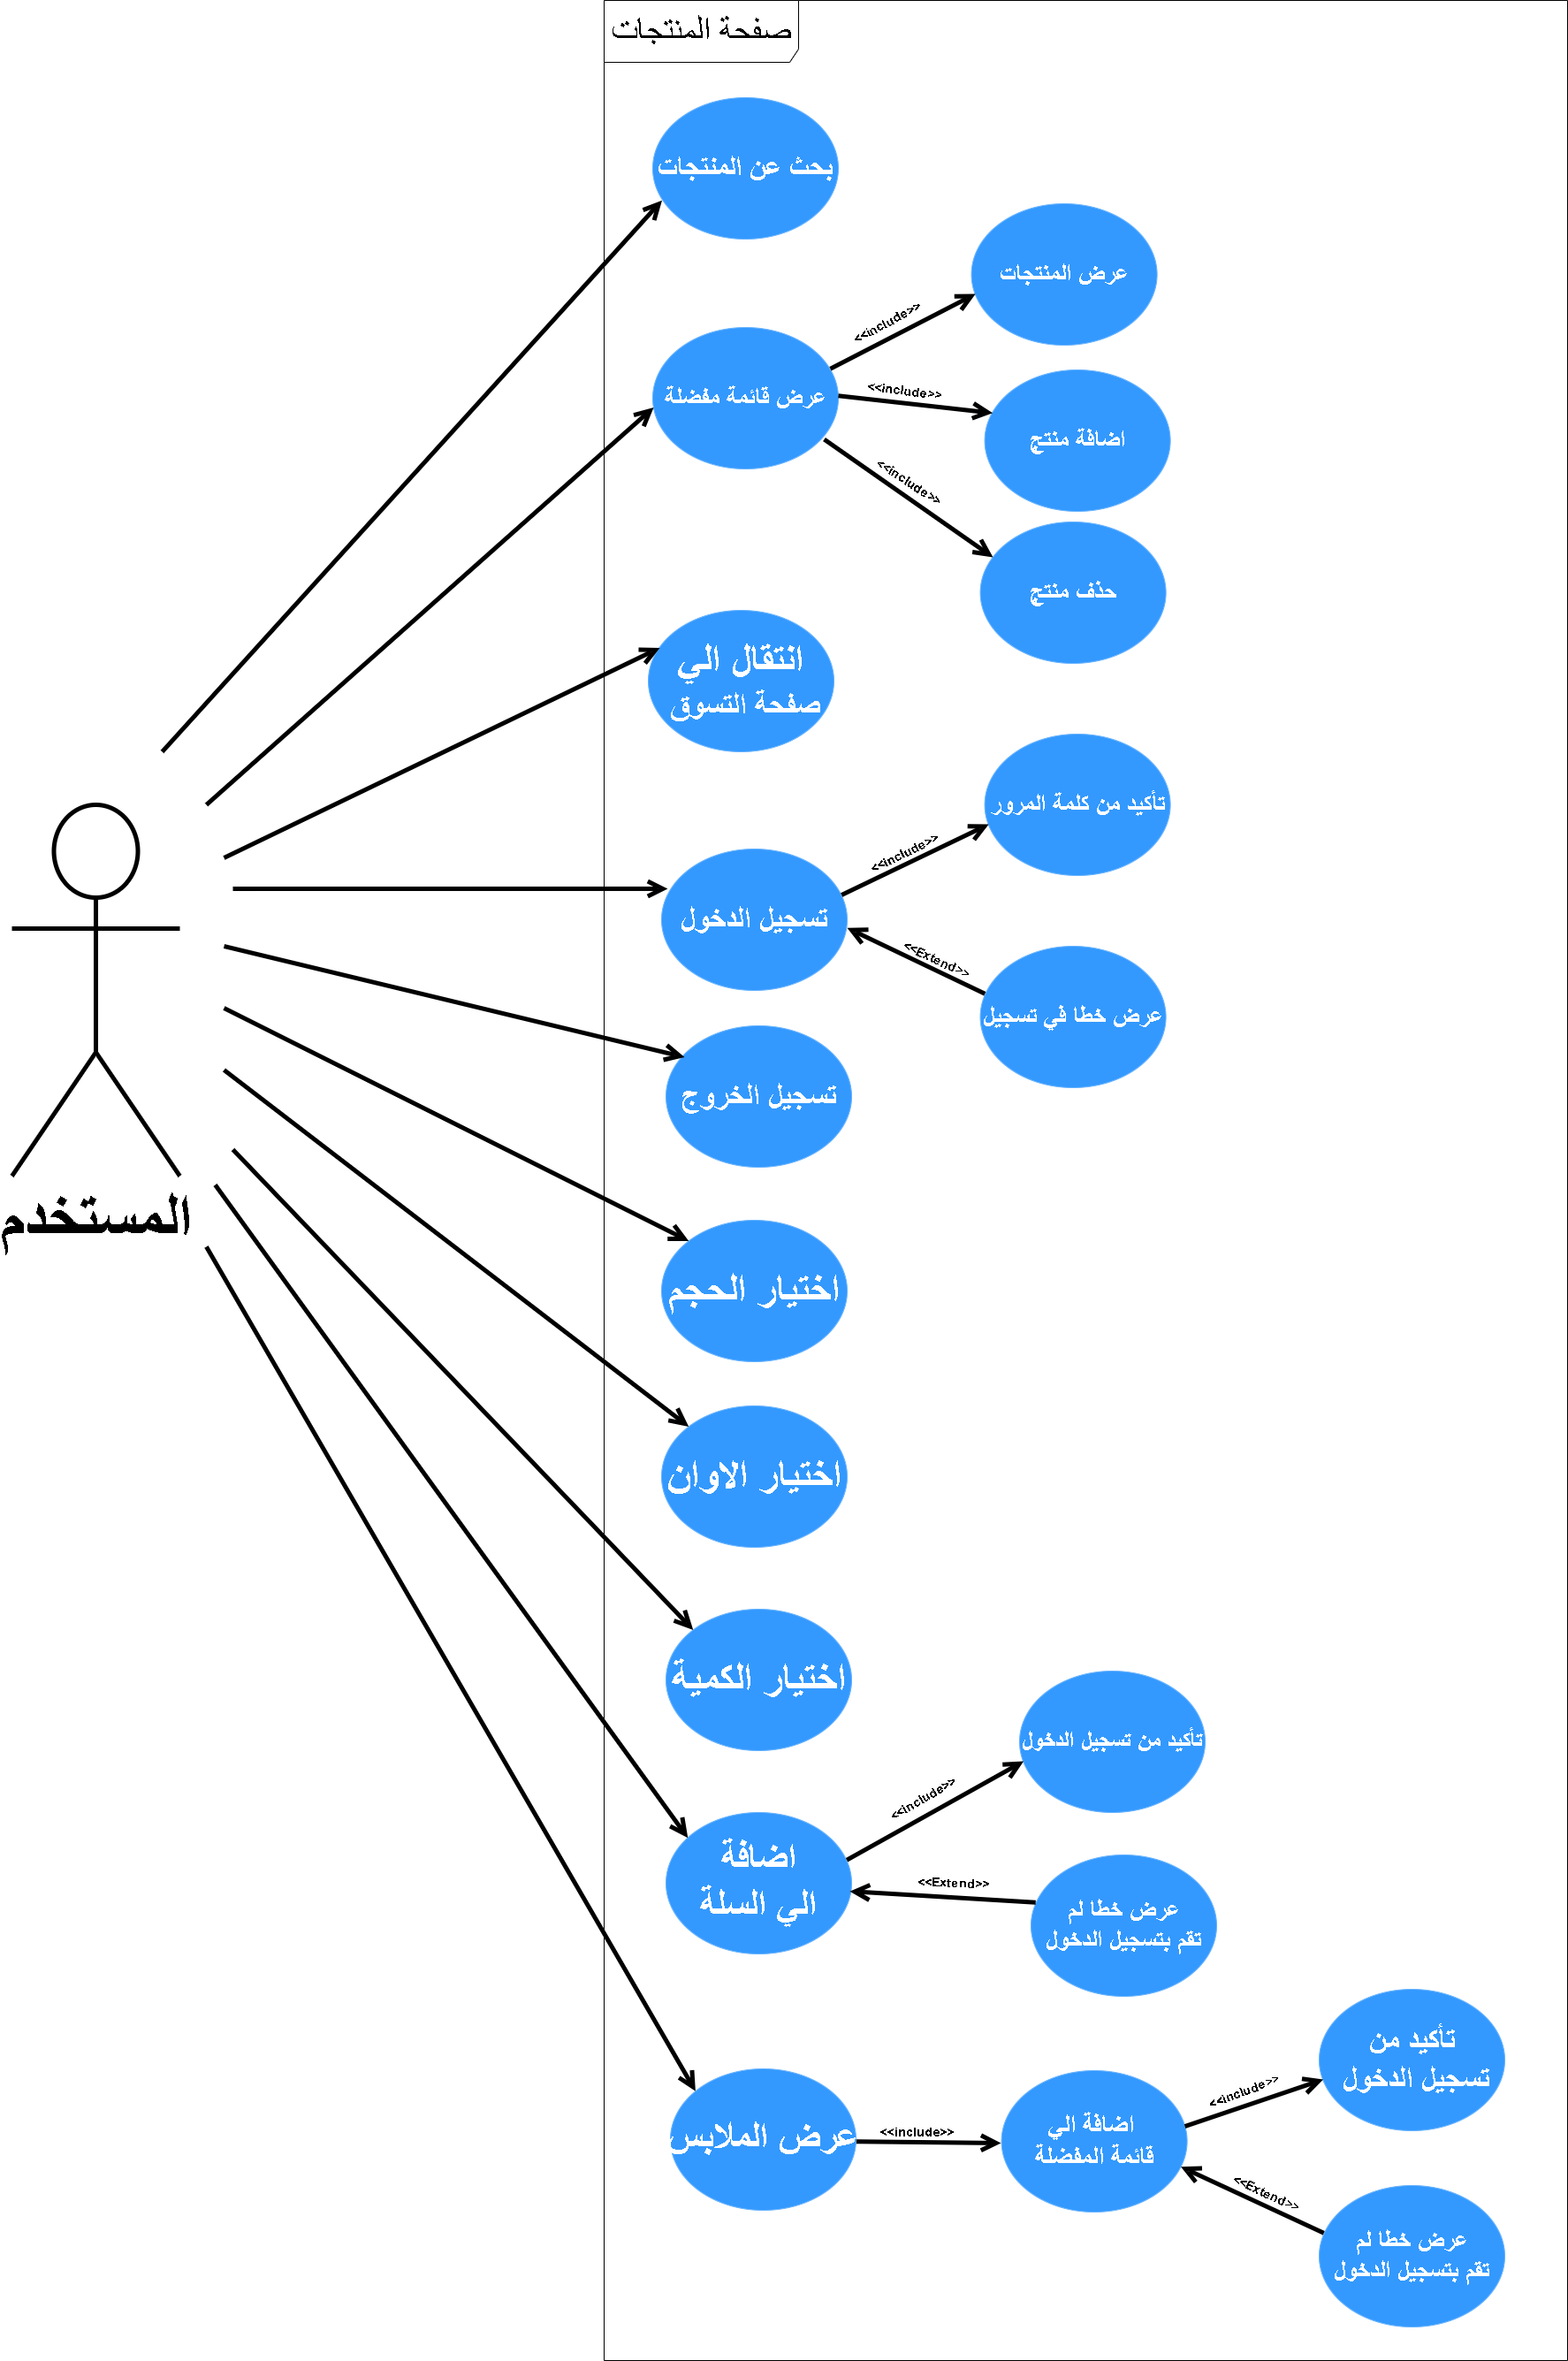 صفحة المنتجات
بحث عن المنتجات
عرض المنتجات
<<include>>
عرض قائمة مفضلة
<<include>>
اضافة منتج
<<include>>
حذف منتج
انتقال الي
صفحة التسوق
تأكيد من كلمة المرور
<<include>>
تسجيل الدخول
<<Extend>>
عرض خطا في تسجيل
تسجيل الخروج
المستخدم
اختيار الحجم
اختيار الاوان
اختيار الكمية
تأكيد من تسجيل الدخول
<<include>>
اضافة
الي السلة
<<Extend>>
عرض خطا لم
تقم بتسجيل الدخول
تأكيد من
تسجيل الدخول
<<include>>
عرض الملابس
<<include>>
اضافة الي
قائمة المفضلة
<<Extend>>
عرض خطا لم
تقم بتسجيل الدخول